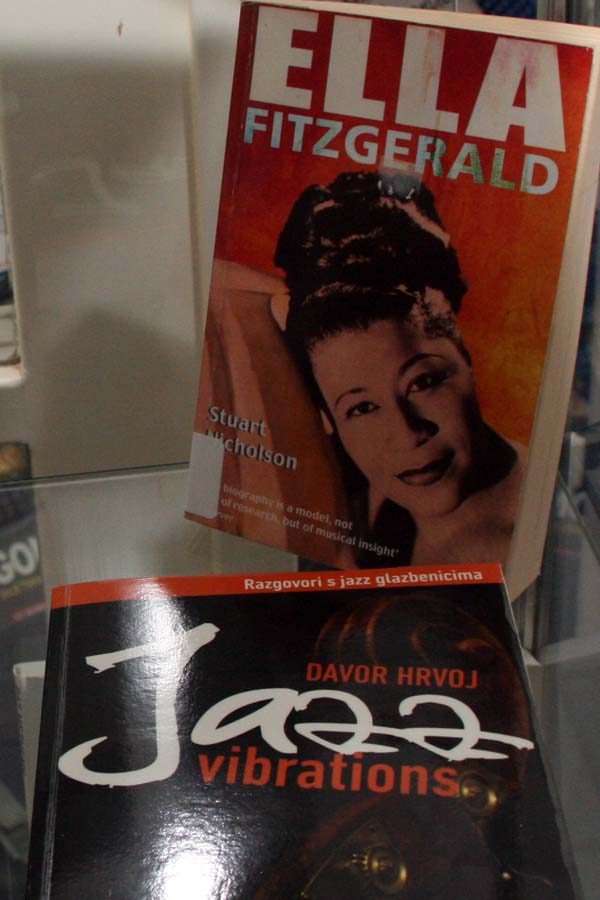 ELLA
FITZGERALD
Stuart
Nicholson
biography is a model, not
of research, but of musical insight'
Razgovori s jazz glazbenicima
DAVOR HRVOJ
Jazz
vibrations